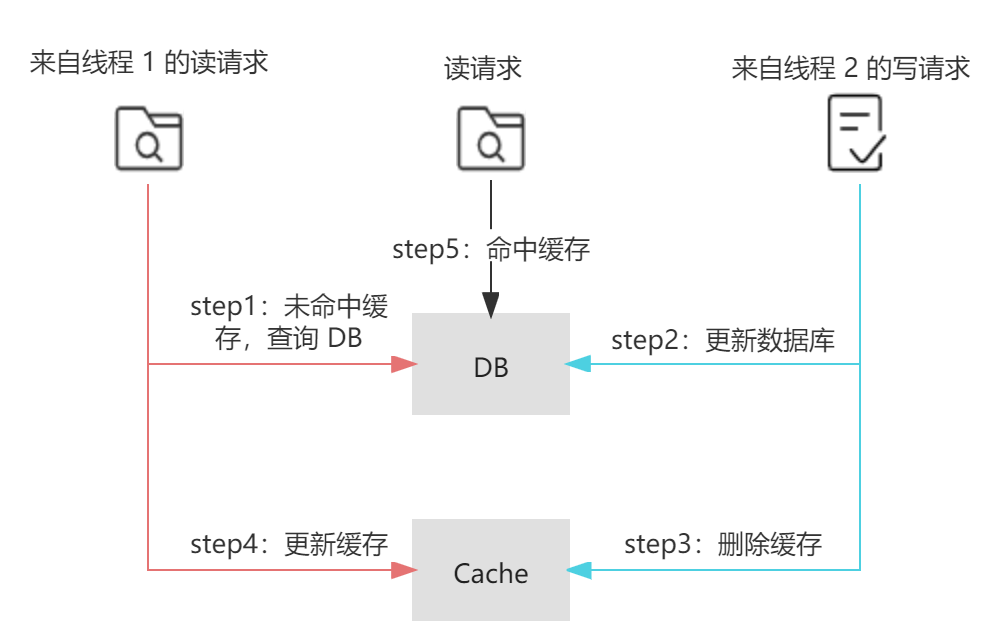 来自线程 1 的读请求
读请求
来自线程 2 的写请求
step5：命中缓存
step1：未命中缓
存，查询 DB
step2：更新数据库
DB
step4：更新缓存
step3：删除缓存
Cache